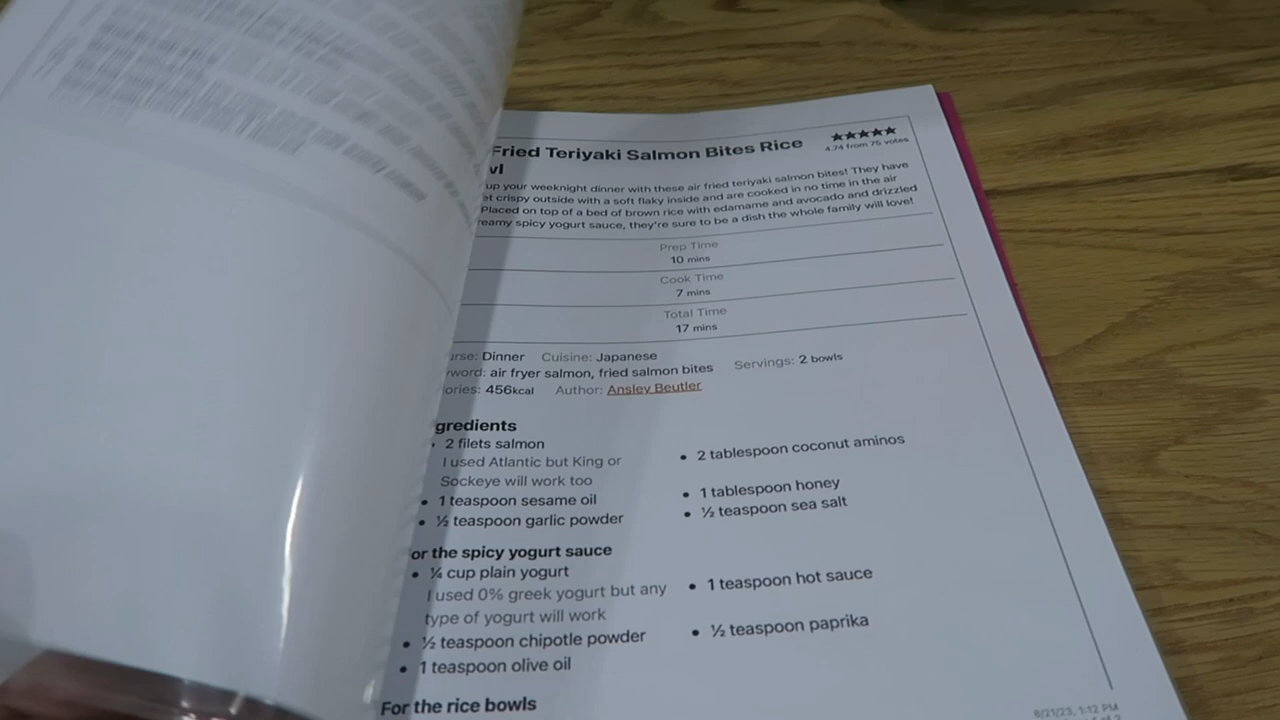 Fried Teriyaki Salmon Bites Rice
wl
★★★★★
4.74 from 75 votes
up your weeknight dinner with these air fried teriyaki salmon bites! They have
et crispy outside with a soft flaky inside and are cooked in no time in the air
Placed on top of a bed of brown rice with edamame and avocado and drizzled
reamy spicy yogurt sauce, they're sure to be a dish the whole family will love!
Prep Time
10 mins
Cook Time
7 mins
Total Time
17 mins
urse: Dinner Cuisine: Japanese
word: air fryer salmon, fried salmon bites Servings: 2 bowls
ories: 456kcal Author: Ansley Beutler
gredients
• 2 filets salmon
I used Atlantic but King or
Sockeye will work too
• 2 tablespoon coconut aminos
• 1 teaspoon sesame oil
• 1 tablespoon honey
• ½ teaspoon garlic powder
• ½ teaspoon sea salt
or the spicy yogurt sauce
• ¼ cup plain yogurt
I used 0% greek yogurt but any
type of yogurt will work
• 1 teaspoon hot sauce
• ½ teaspoon chipotle powder
• ½ teaspoon paprika
• 1 teaspoon olive oil
For the rice bowls
8/21/23, 1:12 PM